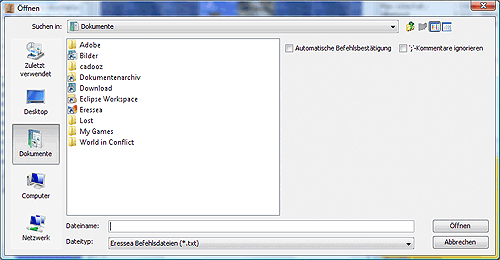 Öffnen
Suchen in:
Dokumente
Zuletzt verwendet
Desktop
Dokumente
Computer
Netzwerk
Adobe
Bilder
cadooz
Dokumentenarchiv
Download
Eclipse Workspace
Eressea
Lost
My Games
World in Conflict
Automatische Befehlsbestätigung
';'-Kommentare ignorieren
Dateiname:
Öffnen
Dateityp:
Eressea Befehlsdateien (*.txt)
Abbrechen